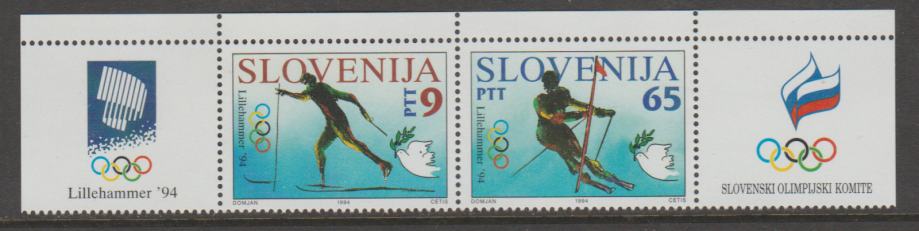 Lillehammer '94
SLOVENIJA
Lillehammer '94
PTT 9
DOMJAN 1994 CETIS
SLOVENIJA
PTT 65
Lillehammer '94
DOMJAN 1994 CETIS
SLOVENSKI OLIMPIJSKI KOMITE